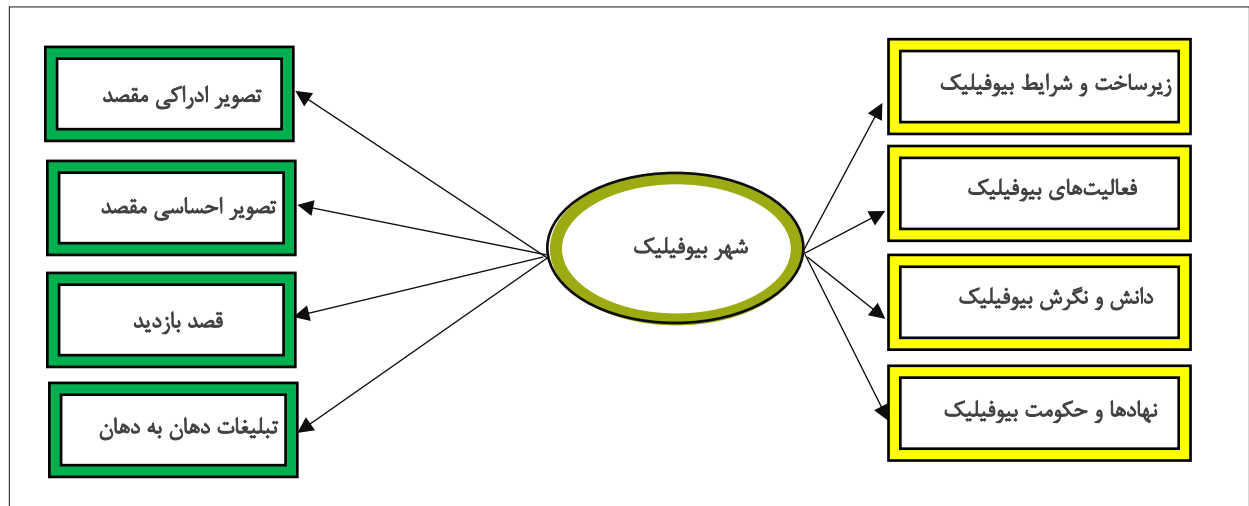 زیرساخت و شرایط بیوفیلیک
فعالیت‌های بیوفیلیک
دانش و نگرش بیوفیلیک
نهادها و حکومت بیوفیلیک
شهر بیوفیلیک
تصویر ادراکی مقصد
تصویر احساسی مقصد
قصد بازدید
تبلیغات دهان به دهان